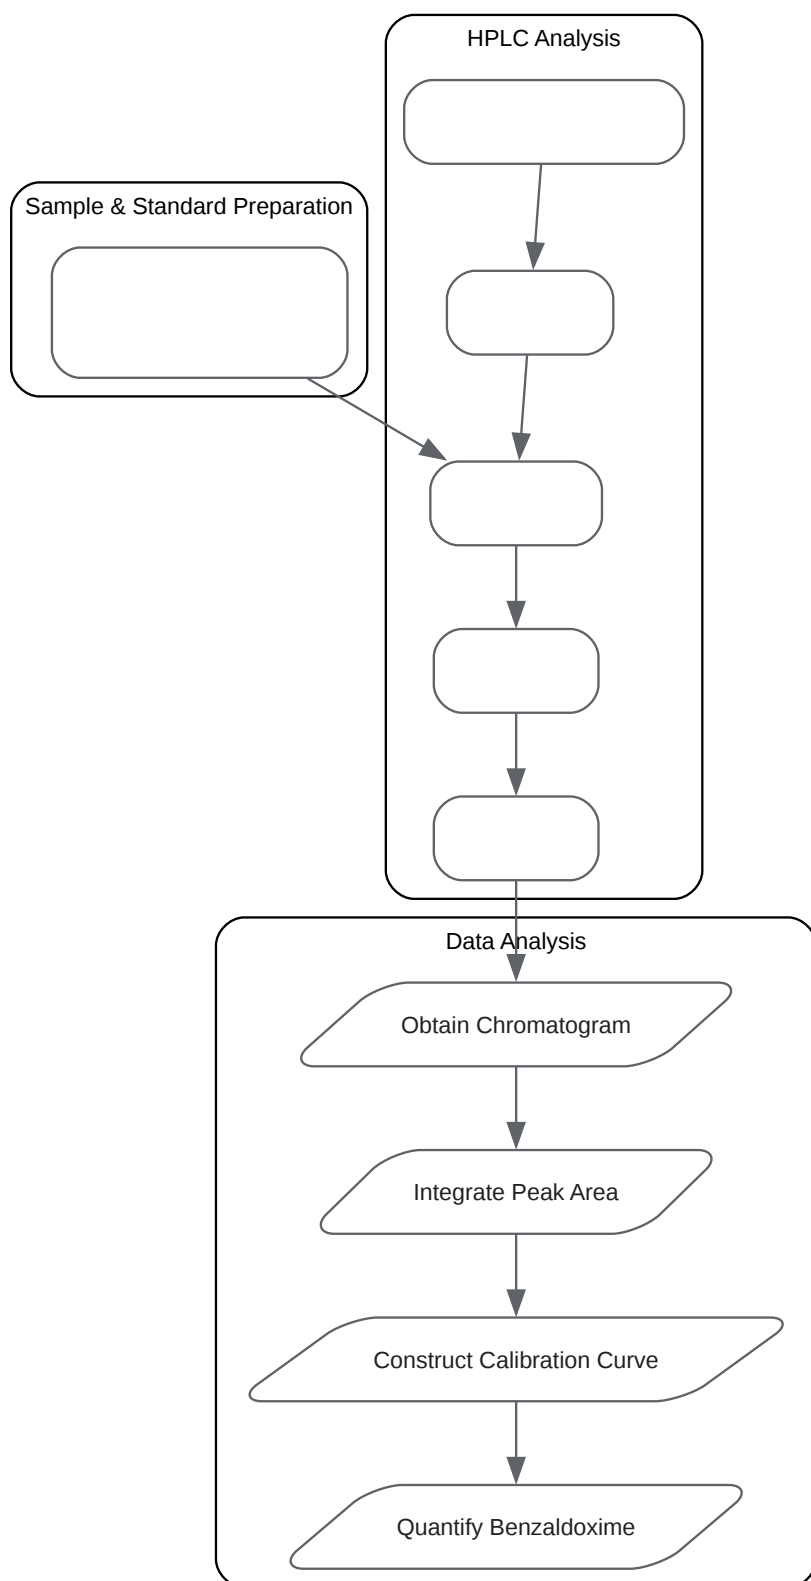 HPLC Analysis
Sample & Standard Preparation
Data Analysis
Obtain Chromatogram
Integrate Peak Area
Construct Calibration Curve
Quantify Benzaldoxime